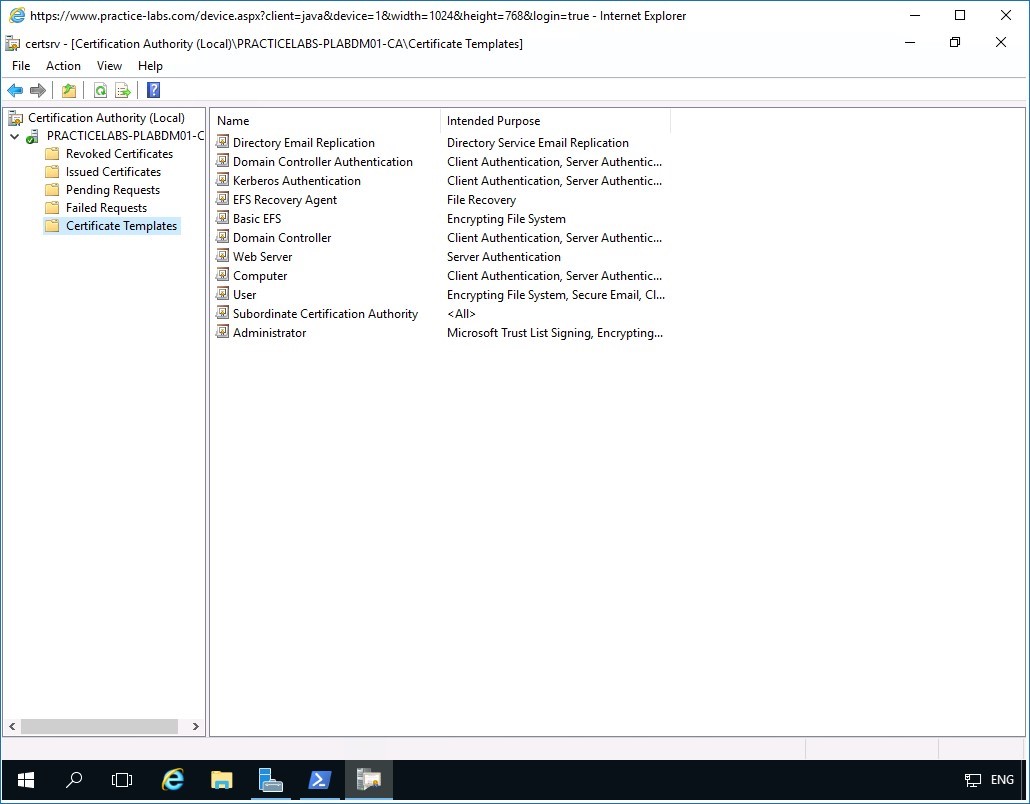 https://www.practice-labs.com/device.aspx?client=java&device=1&width=1024&height=768&login=true - Internet Explorer
certsrv - [Certification Authority (Local)\PRACTICELABS-PLABDM01-CA\Certificate Templates]
File Action View Help
Certification Authority (Local)
PRACTICELABS-PLABDM01-C
Revoked Certificates
Issued Certificates
Pending Requests
Failed Requests
Certificate Templates
Name Intended Purpose
Directory Email Replication Directory Service Email Replication
Domain Controller Authentication Client Authentication, Server Authentic...
Kerberos Authentication Client Authentication, Server Authentic...
EFS Recovery Agent File Recovery
Basic EFS Encrypting File System
Domain Controller Client Authentication, Server Authentic...
Web Server Server Authentication
Computer Client Authentication, Server Authentic...
User Encrypting File System, Secure Email, Cl...
Subordinate Certification Authority <All>
Administrator Microsoft Trust List Signing, Encrypting...
ENG